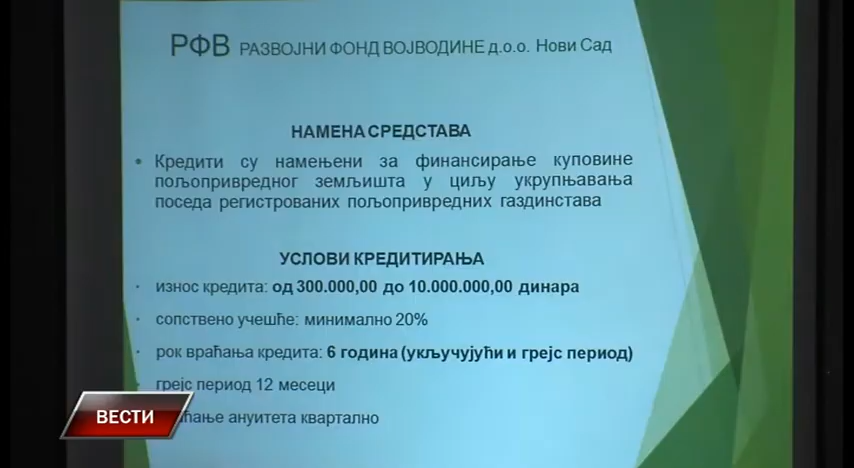 РФВ РАЗВОЈНИ ФОНД ВОЈВОДИНЕ д.о.о. Нови Сад
НАМЕНА СРЕДСТАВА
• Кредити су намењени за финансирање куповине
пољопривредног земљишта у циљу укрупњавања
поседа регистрованих пољопривредних газдинстава
УСЛОВИ КРЕДИТИРАЊА
· износ кредита: од 300.000,00 до 10.000.000,00 динара
· сопствено учешће: минимално 20%
· рок враћања кредита: 6 година (укључујући и грејс период)
· грејс период 12 месеци
ануитета квартално
ВЕСТИ